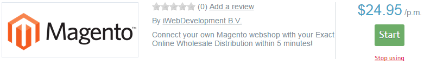 Magento™
(0) Add a review
By iWebDevelopment B.V.
Connect your own Magento webshop with your Exact
Online Wholesale Distribution within 5 minutes!
$24.95 /p.m.
Start
Stop using